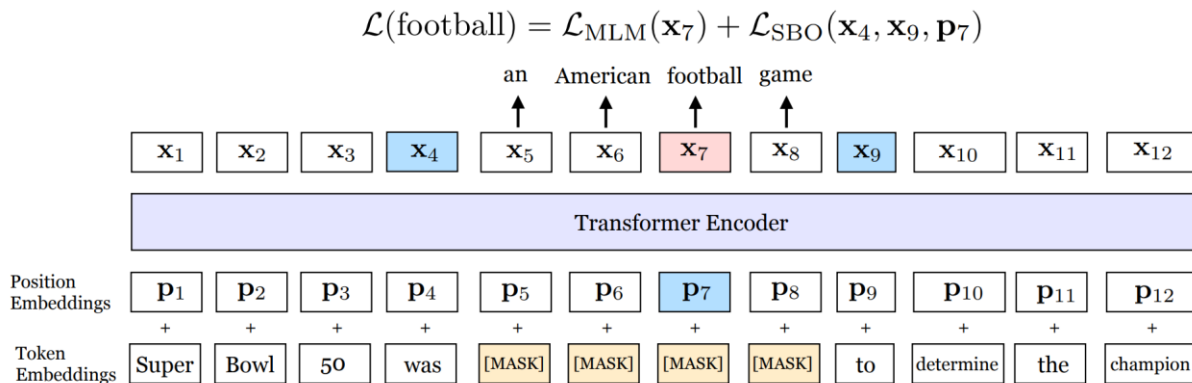 ℒ(football) = ℒ_MLM(x₇) + ℒ_SBO(x₄, x₉, p₇)
an American football game
x₁ x₂ x₃ x₄ x₅ x₆ x₇ x₈ x₉ x₁₀ x₁₁ x₁₂
Transformer Encoder
Position Embeddings p₁ p₂ p₃ p₄ p₅ p₆ p₇ p₈ p₉ p₁₀ p₁₁ p₁₂
+ + + + + + + + + + + +
Token Embeddings Super Bowl 50 was [MASK] [MASK] [MASK] [MASK] to determine the champion